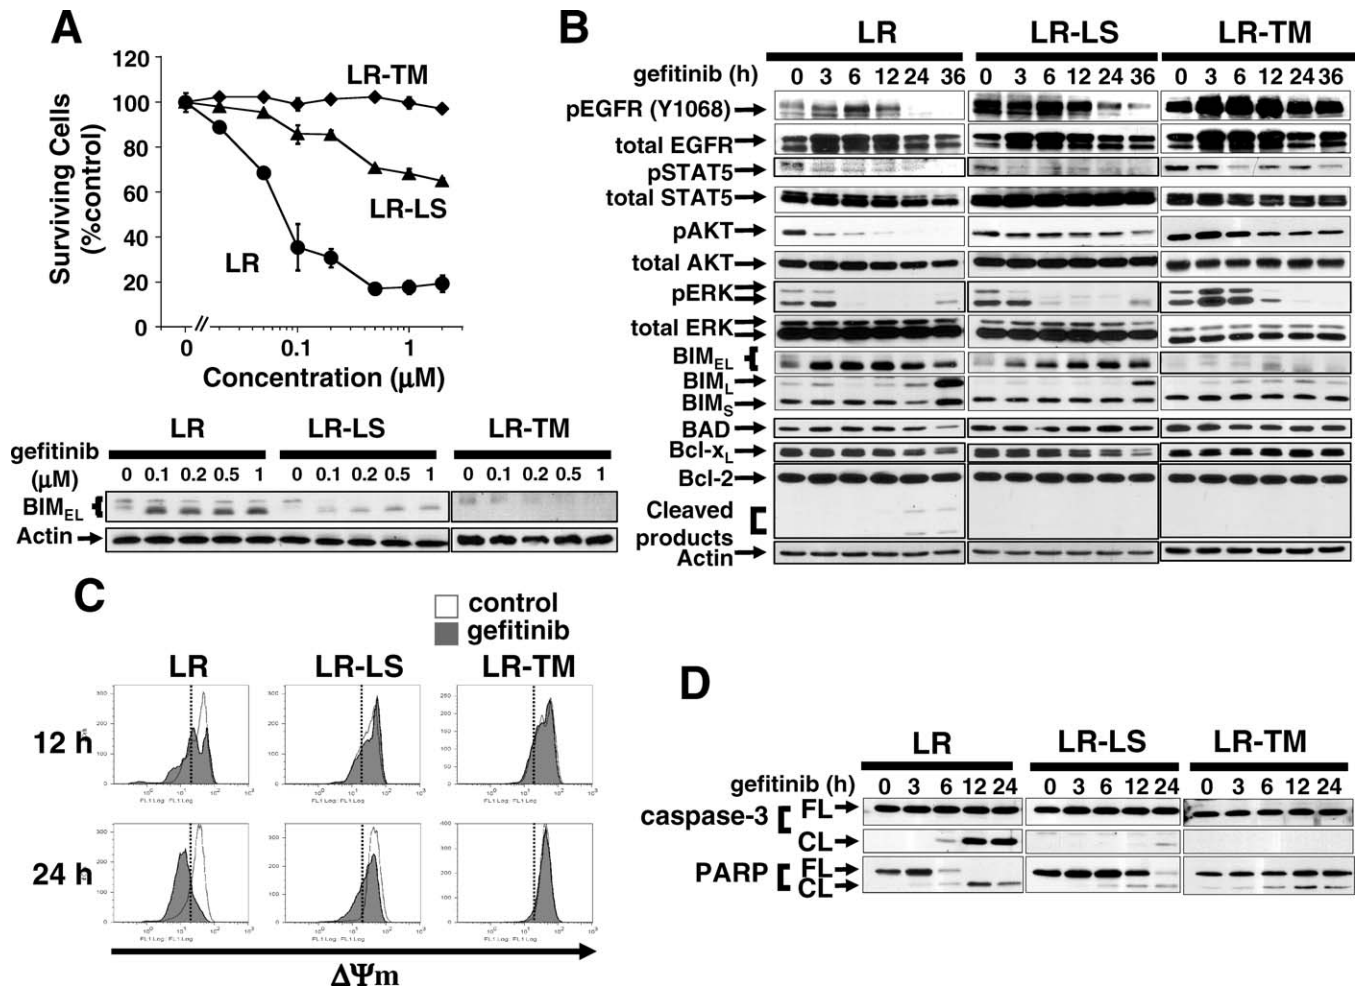 A
Surviving Cells
(%control)
120
100
80
60
40
20
0
LR-TM
LR-LS
LR
0
0.1
1
Concentration (μM)
LR
LR-LS
LR-TM
gefitinib
(μM)
0 0.1 0.2 0.5 1
0 0.1 0.2 0.5 1
0 0.1 0.2 0.5 1
BIMEL
Actin
B
LR
LR-LS
LR-TM
gefitinib (h)
0 3 6 12 24 36
0 3 6 12 24 36
0 3 6 12 24 36
pEGFR (Y1068)
total EGFR
pSTAT5
total STAT5
pAKT
total AKT
pERK
total ERK
BIMEL
BIML
BIMS
BAD
Bcl-xL
Bcl-2
Cleaved
products
Actin
C
control
gefitinib
LR
LR-LS
LR-TM
12 h
24 h
ΔΨm
D
LR
LR-LS
LR-TM
gefitinib (h)
0 3 6 12 24
0 3 6 12 24
0 3 6 12 24
caspase-3
FL
CL
PARP
FL
CL